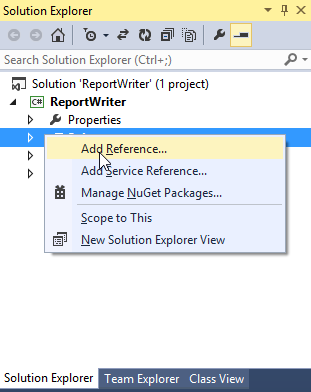 Solution Explorer
Search Solution Explorer (Ctrl+;)
Solution 'ReportWriter' (1 project)
C# ReportWriter
Properties
Add Reference...
Add Service Reference...
Manage NuGet Packages...
Scope to This
New Solution Explorer View
Solution Explorer Team Explorer Class View